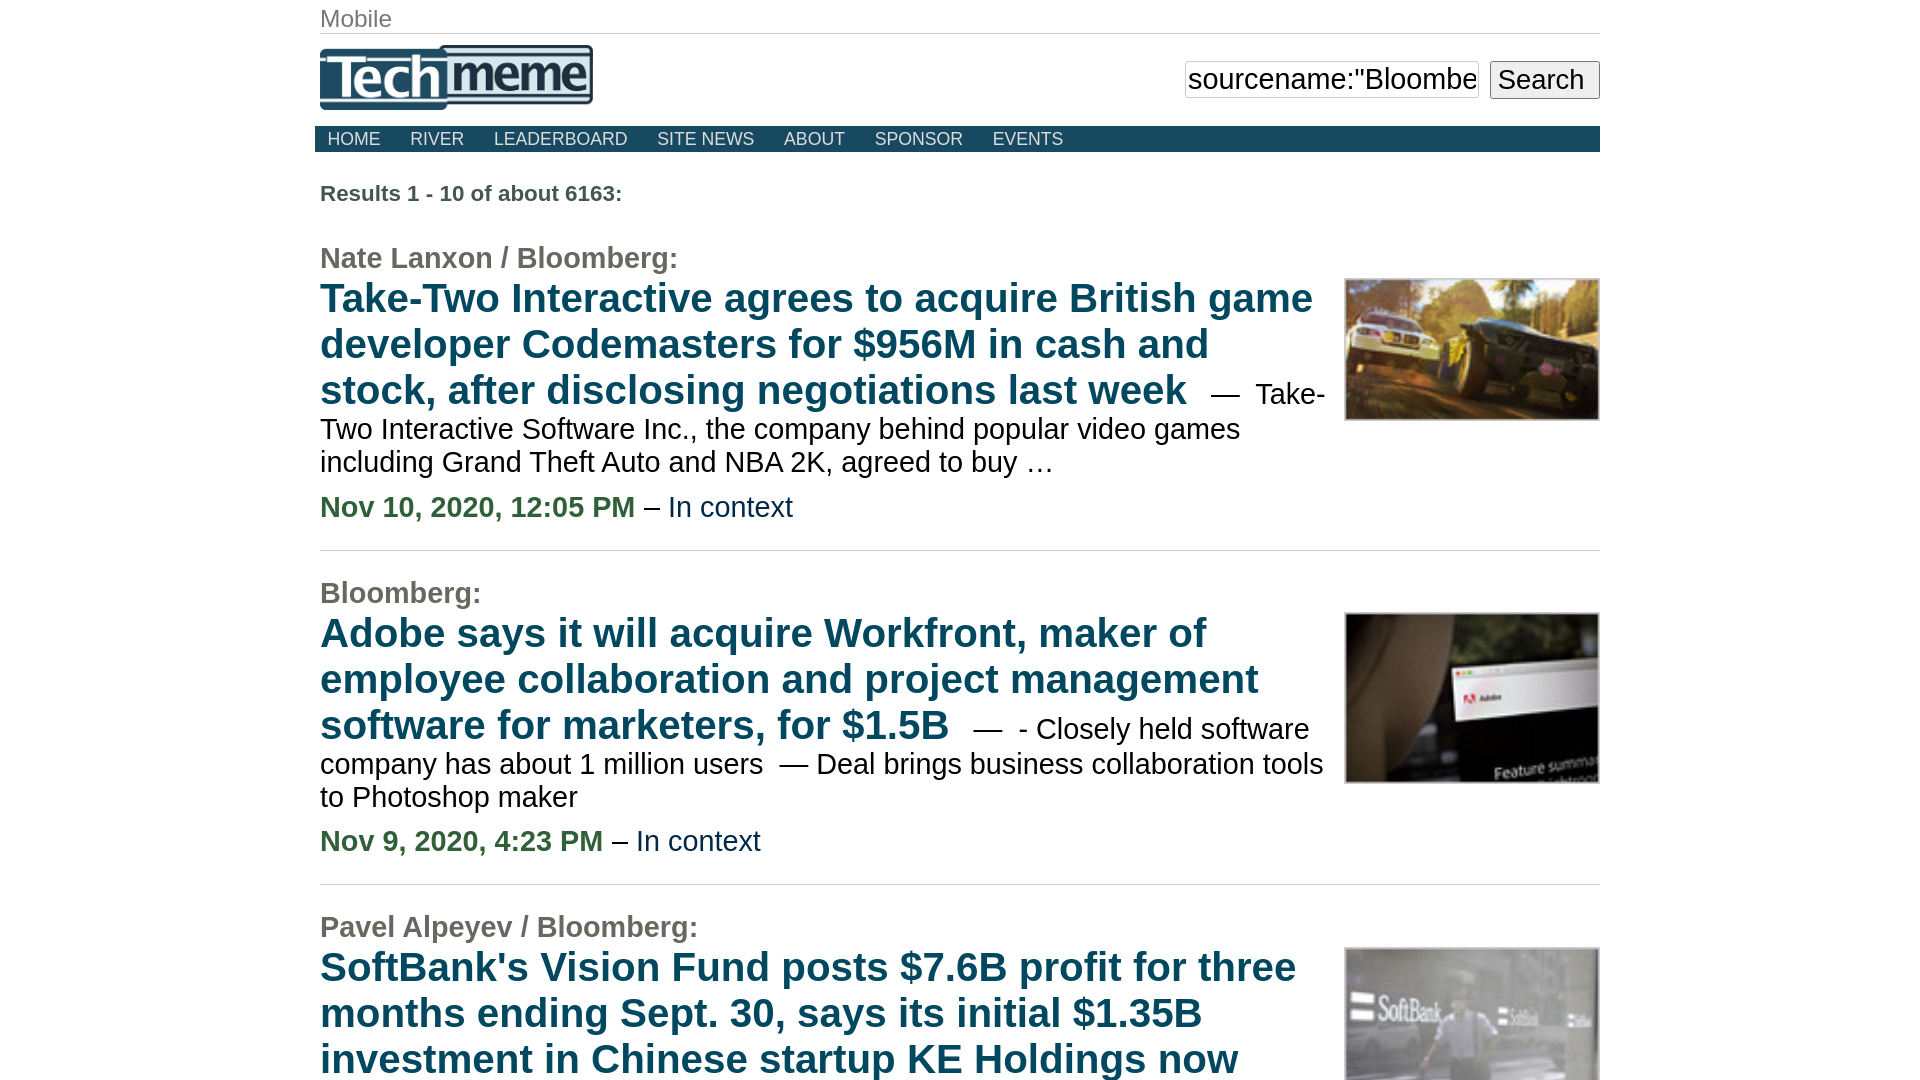 Mobile
Techmeme
sourcename:"Bloombe
Search
HOME RIVER LEADERBOARD SITE NEWS ABOUT SPONSOR EVENTS
Results 1 - 10 of about 6163:
Nate Lanxon / Bloomberg:
Take-Two Interactive agrees to acquire British game
developer Codemasters for $956M in cash and
stock, after disclosing negotiations last week — Take-
Two Interactive Software Inc., the company behind popular video games
including Grand Theft Auto and NBA 2K, agreed to buy …
Nov 10, 2020, 12:05 PM – In context
Bloomberg:
Adobe says it will acquire Workfront, maker of
employee collaboration and project management
software for marketers, for $1.5B — - Closely held software
company has about 1 million users — Deal brings business collaboration tools
to Photoshop maker
Adobe
Feature summa
Nov 9, 2020, 4:23 PM – In context
Pavel Alpeyev / Bloomberg:
SoftBank's Vision Fund posts $7.6B profit for three
months ending Sept. 30, says its initial $1.35B
investment in Chinese startup KE Holdings now
SoftBank
SoftBank